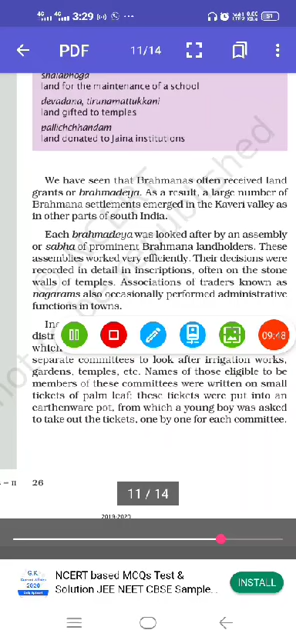 4G 4G 3:29
PDF 11/14
shalabhoga
land for the maintenance of a school
devadana, tirunamattukkani
land gifted to temples
pallichchhandam
land donated to Jaina institutions
We have seen that Brahmanas often received land
grants or brahmadeya. As a result, a large number of
Brahmana settlements emerged in the Kaveri valley as
in other parts of south India.
Each brahmadeya was looked after by an assembly
or sabha of prominent Brahmana landholders. These
assemblies worked very efficiently. Their decisions were
recorded in detail in inscriptions, often on the stone
walls of temples. Associations of traders known as
nagarams also occasionally performed administrative
functions in towns.
distr
which
09:48
separate committees to look after irrigation works,
gardens, temples, etc. Names of those eligible to be
members of these committees were written on small
tickets of palm leaf; these tickets were put into an
earthenware pot, from which a young boy was asked
to take out the tickets, one by one for each committee.
– II 26
11 / 14
2019-2020
G.K
2020
NCERT based MCQs Test &
Solution JEE NEET CBSE Sample...
INSTALL